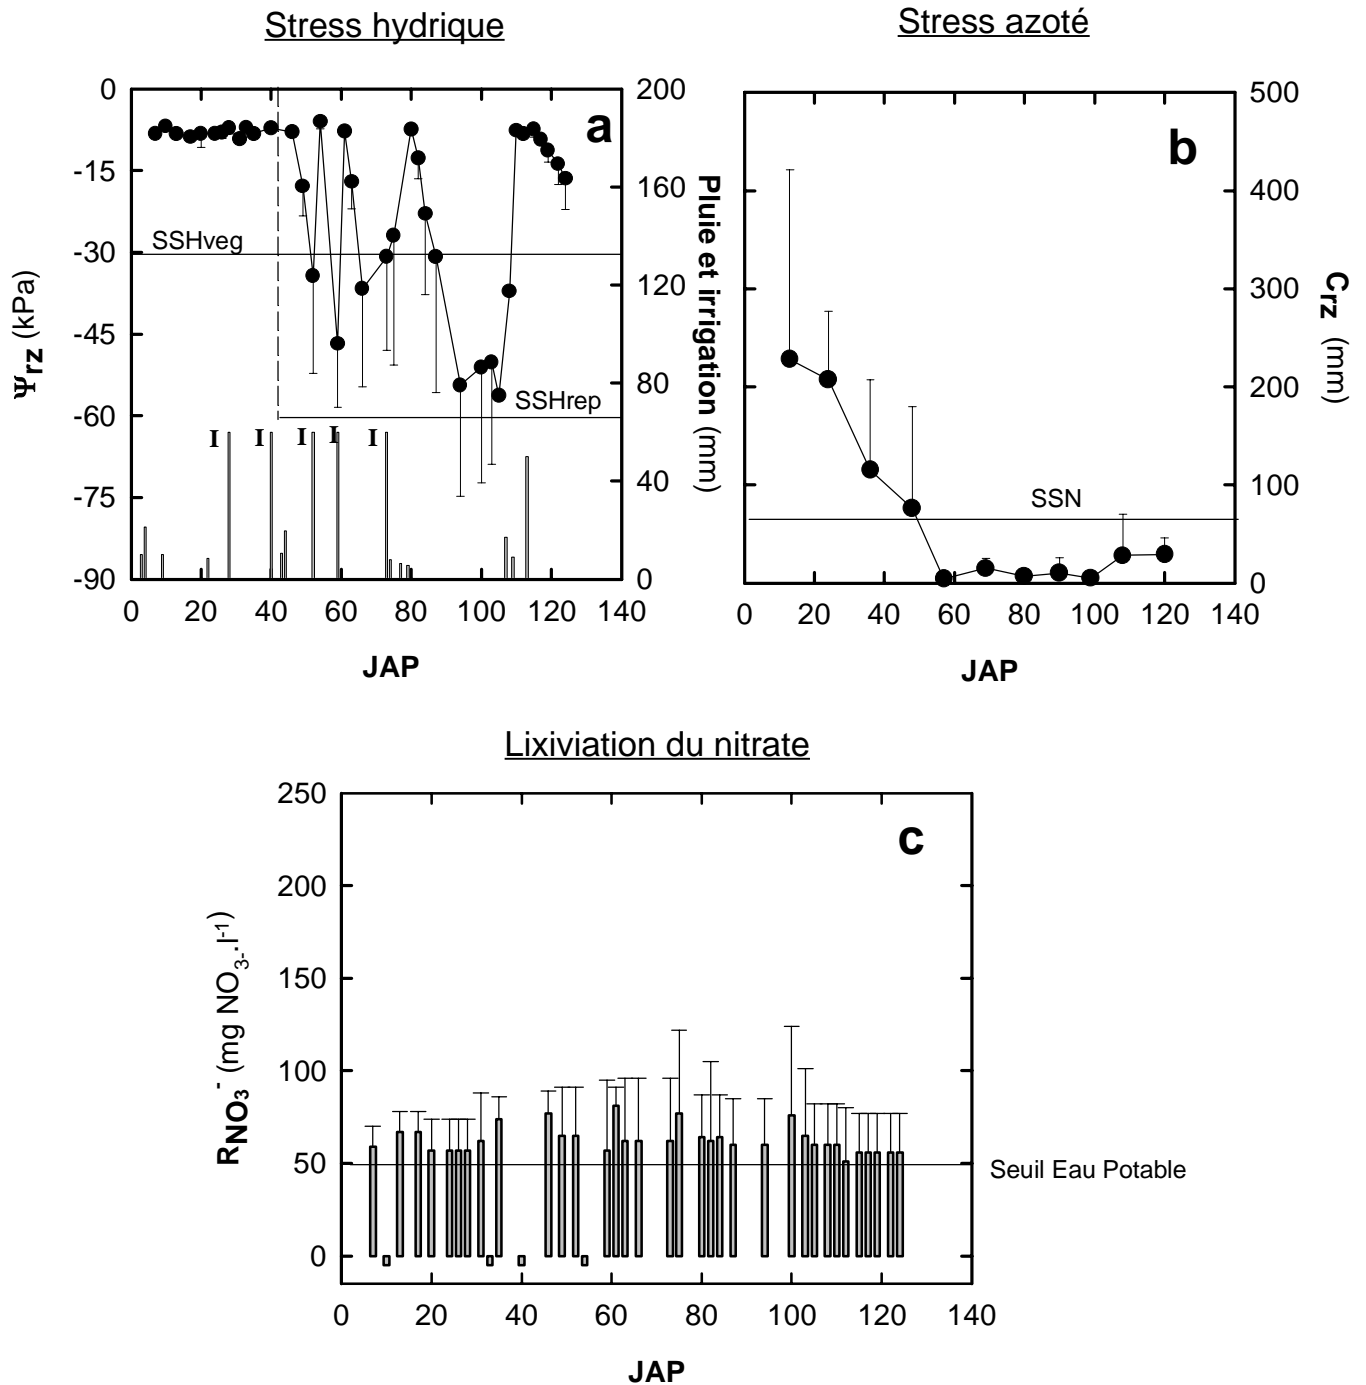 Stress hydrique
Stress azoté
0
-15
-30
-45
-60
-75
-90
Ψrz (kPa)
a
SSHveg
SSHrep
I I I I I
200
160
120
80
40
0
Pluie et irrigation (mm)
0 20 40 60 80 100 120 140
JAP
b
SSN
500
400
300
200
100
0
Crz (mm)
0 20 40 60 80 100 120 140
JAP
Lixiviation du nitrate
250
200
150
100
50
0
RNO3- (mg NO3-.l-1)
c
Seuil Eau Potable
0 20 40 60 80 100 120 140
JAP